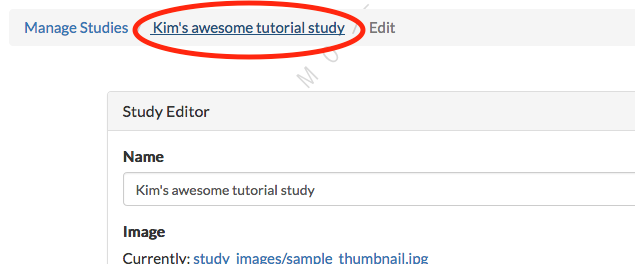 Manage Studies Kim's awesome tutorial study / Edit
Study Editor
Name
Kim's awesome tutorial study
Image
Currently: study_images/sample_thumbnail.jpg